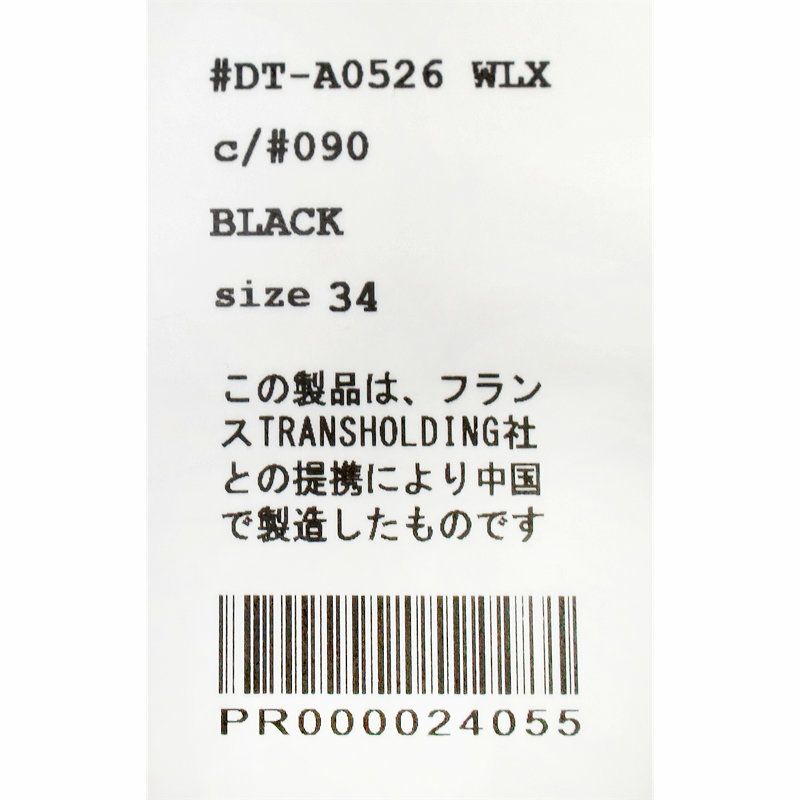 #DT-A0526 WLX
c/#090
BLACK
size 34
この製品は、フラン
スTRANSHOLDING社
との提携により中国
で製造したものです
PR000024055